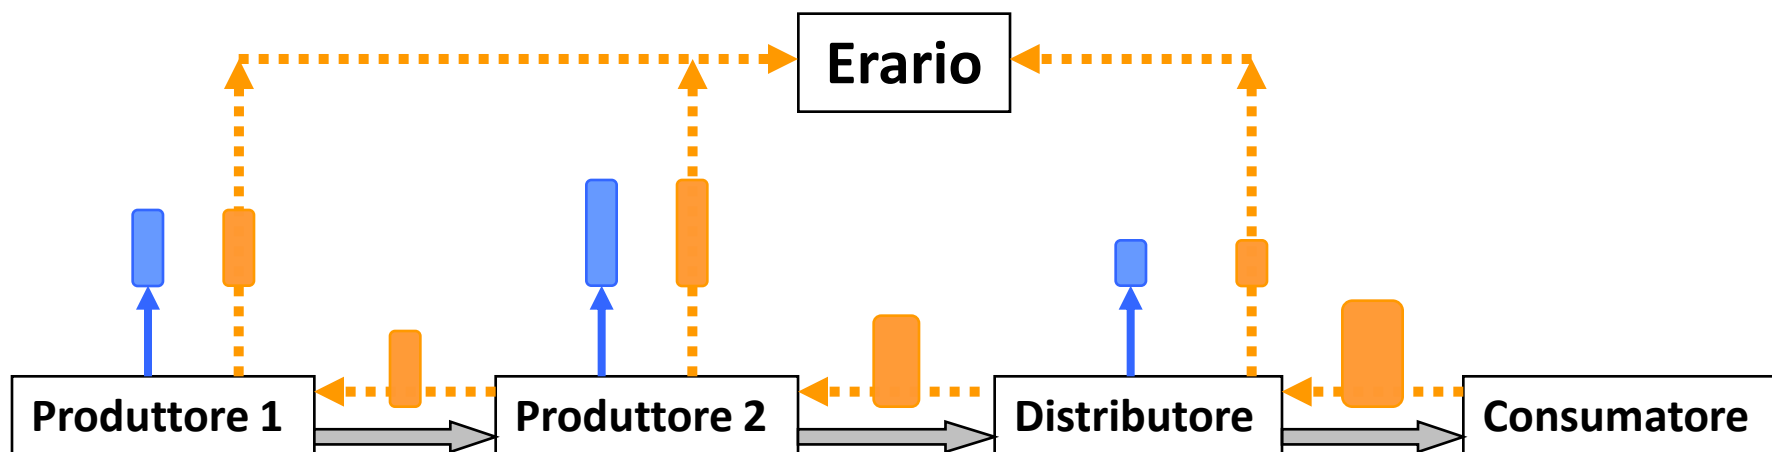 Erario
Produttore 1
Produttore 2
Distributore
Consumatore